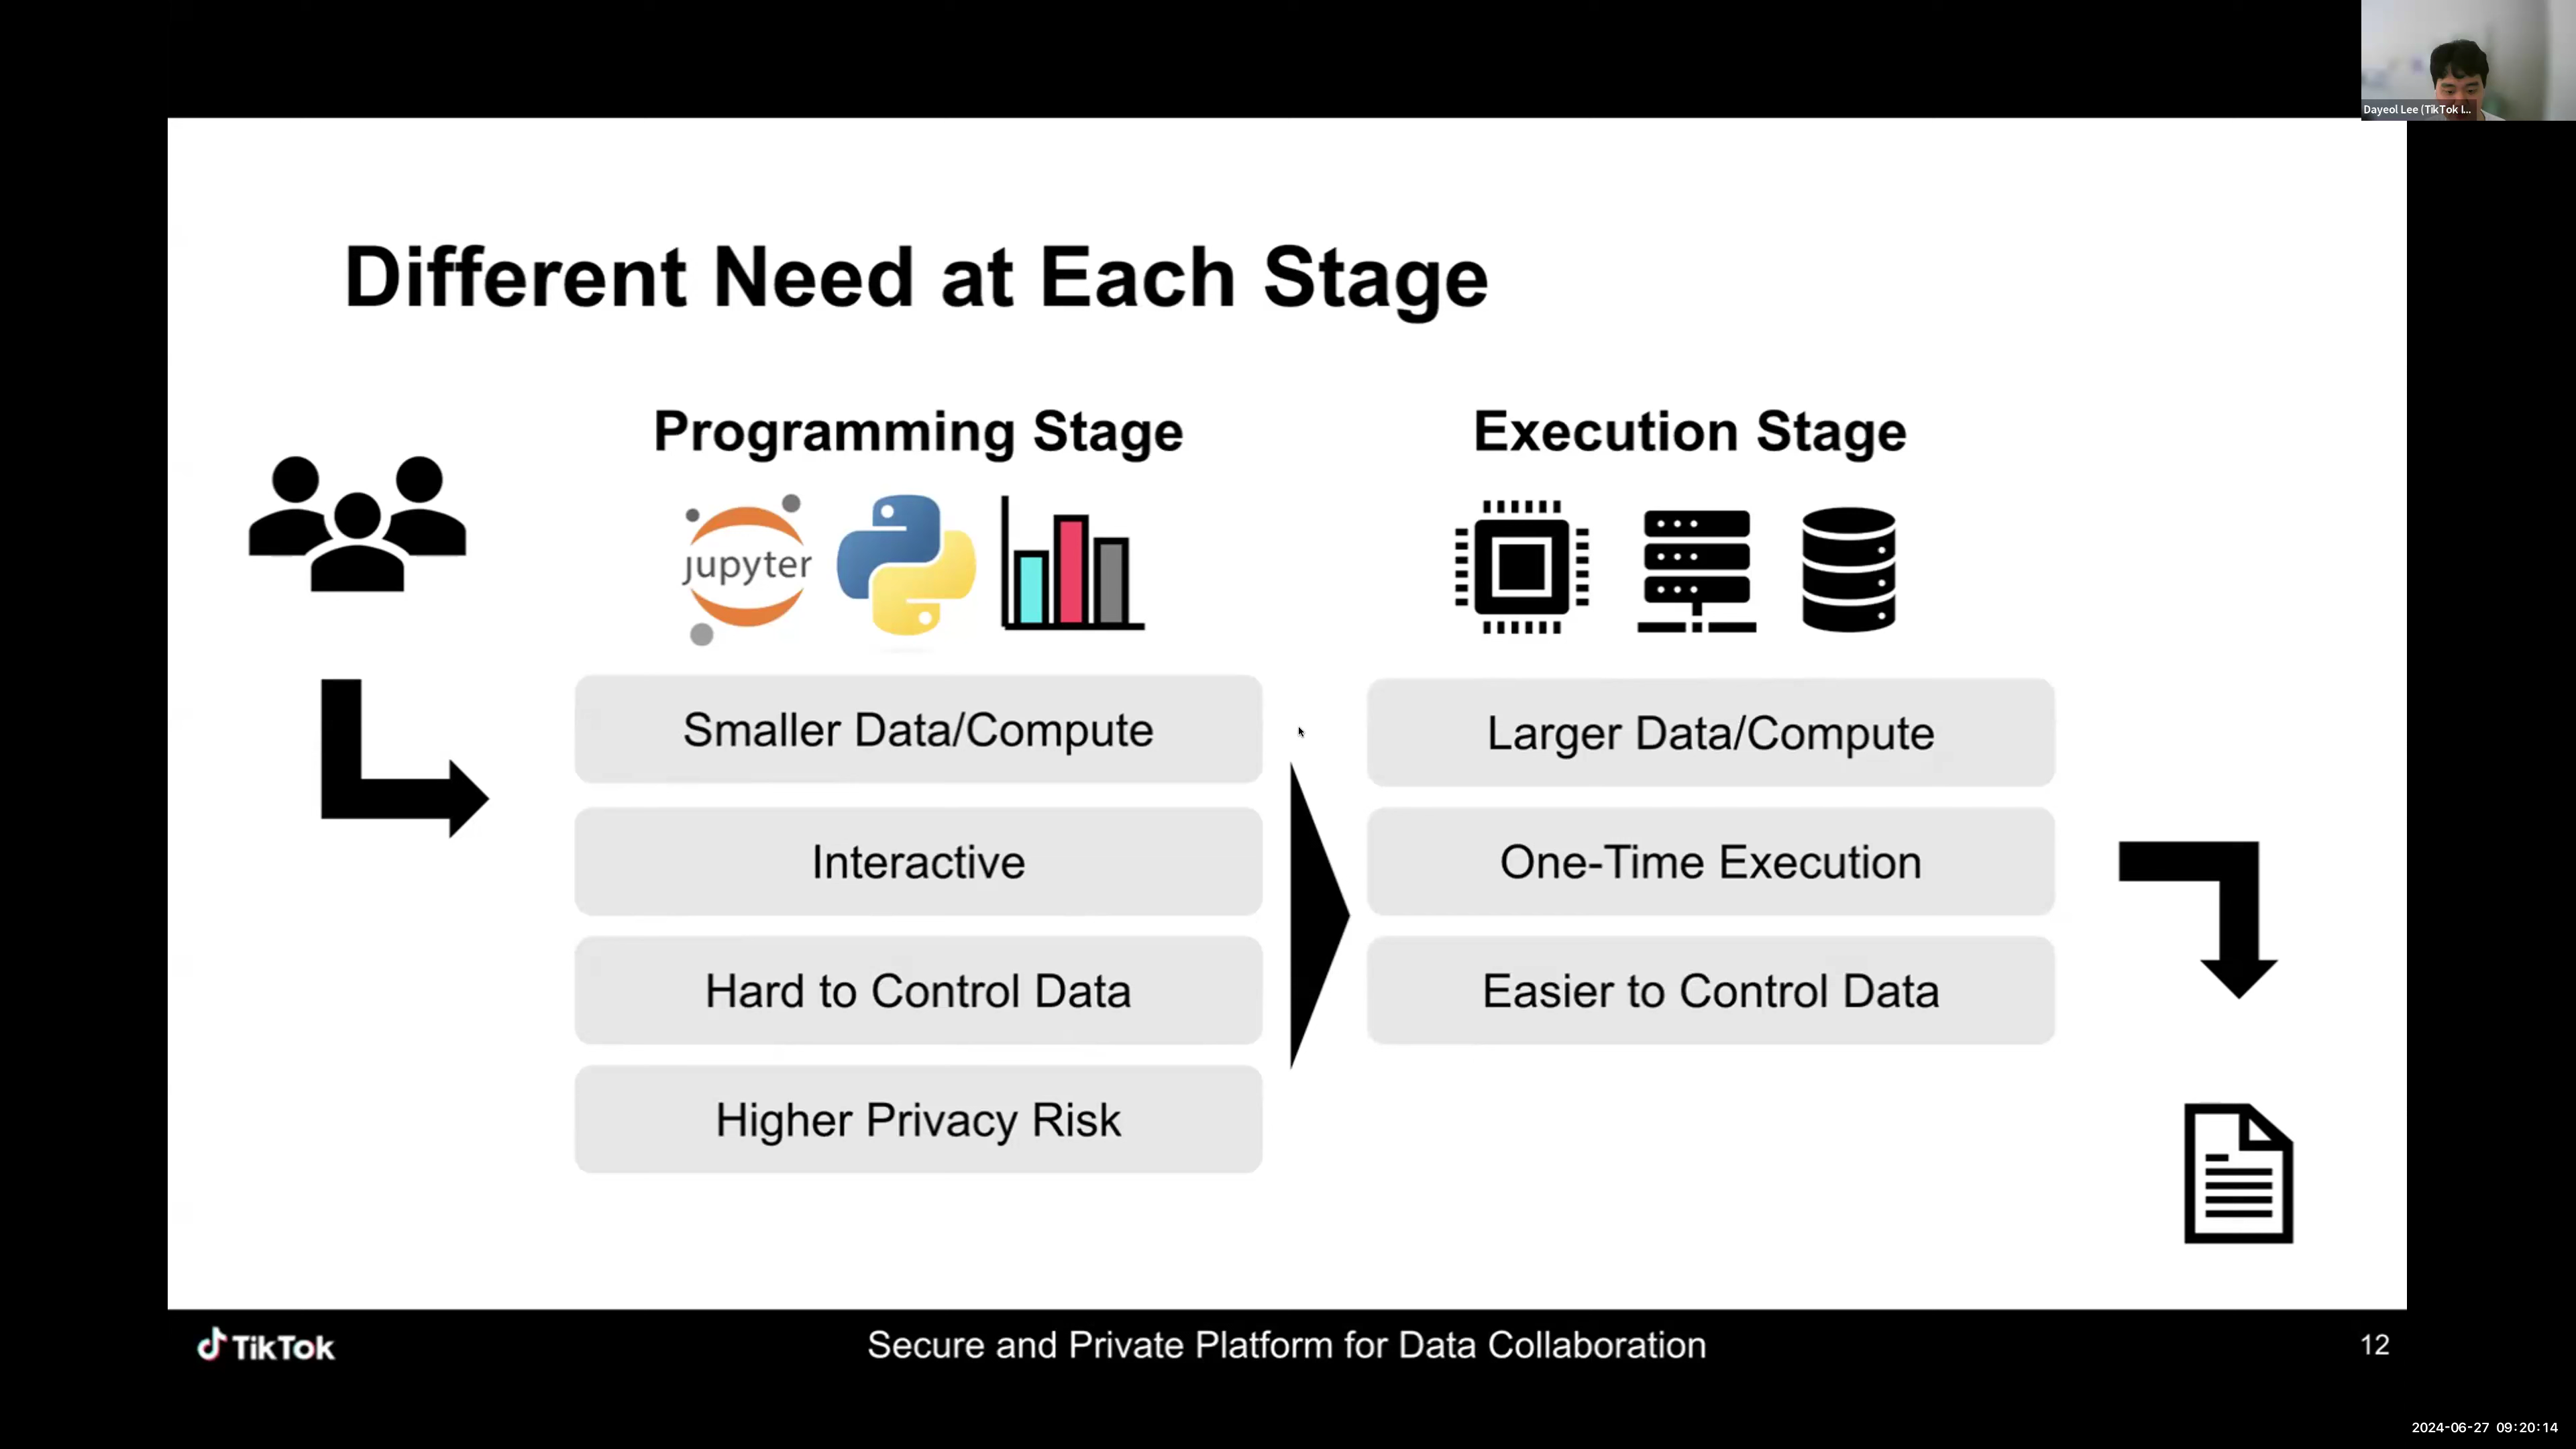 Dayeol Lee (TikTok I...
Different Need at Each Stage
Programming Stage
jupyter
Smaller Data/Compute
Interactive
Hard to Control Data
Higher Privacy Risk
Execution Stage
Larger Data/Compute
One-Time Execution
Easier to Control Data
TikTok
Secure and Private Platform for Data Collaboration
12
2024-06-27 09:20:14